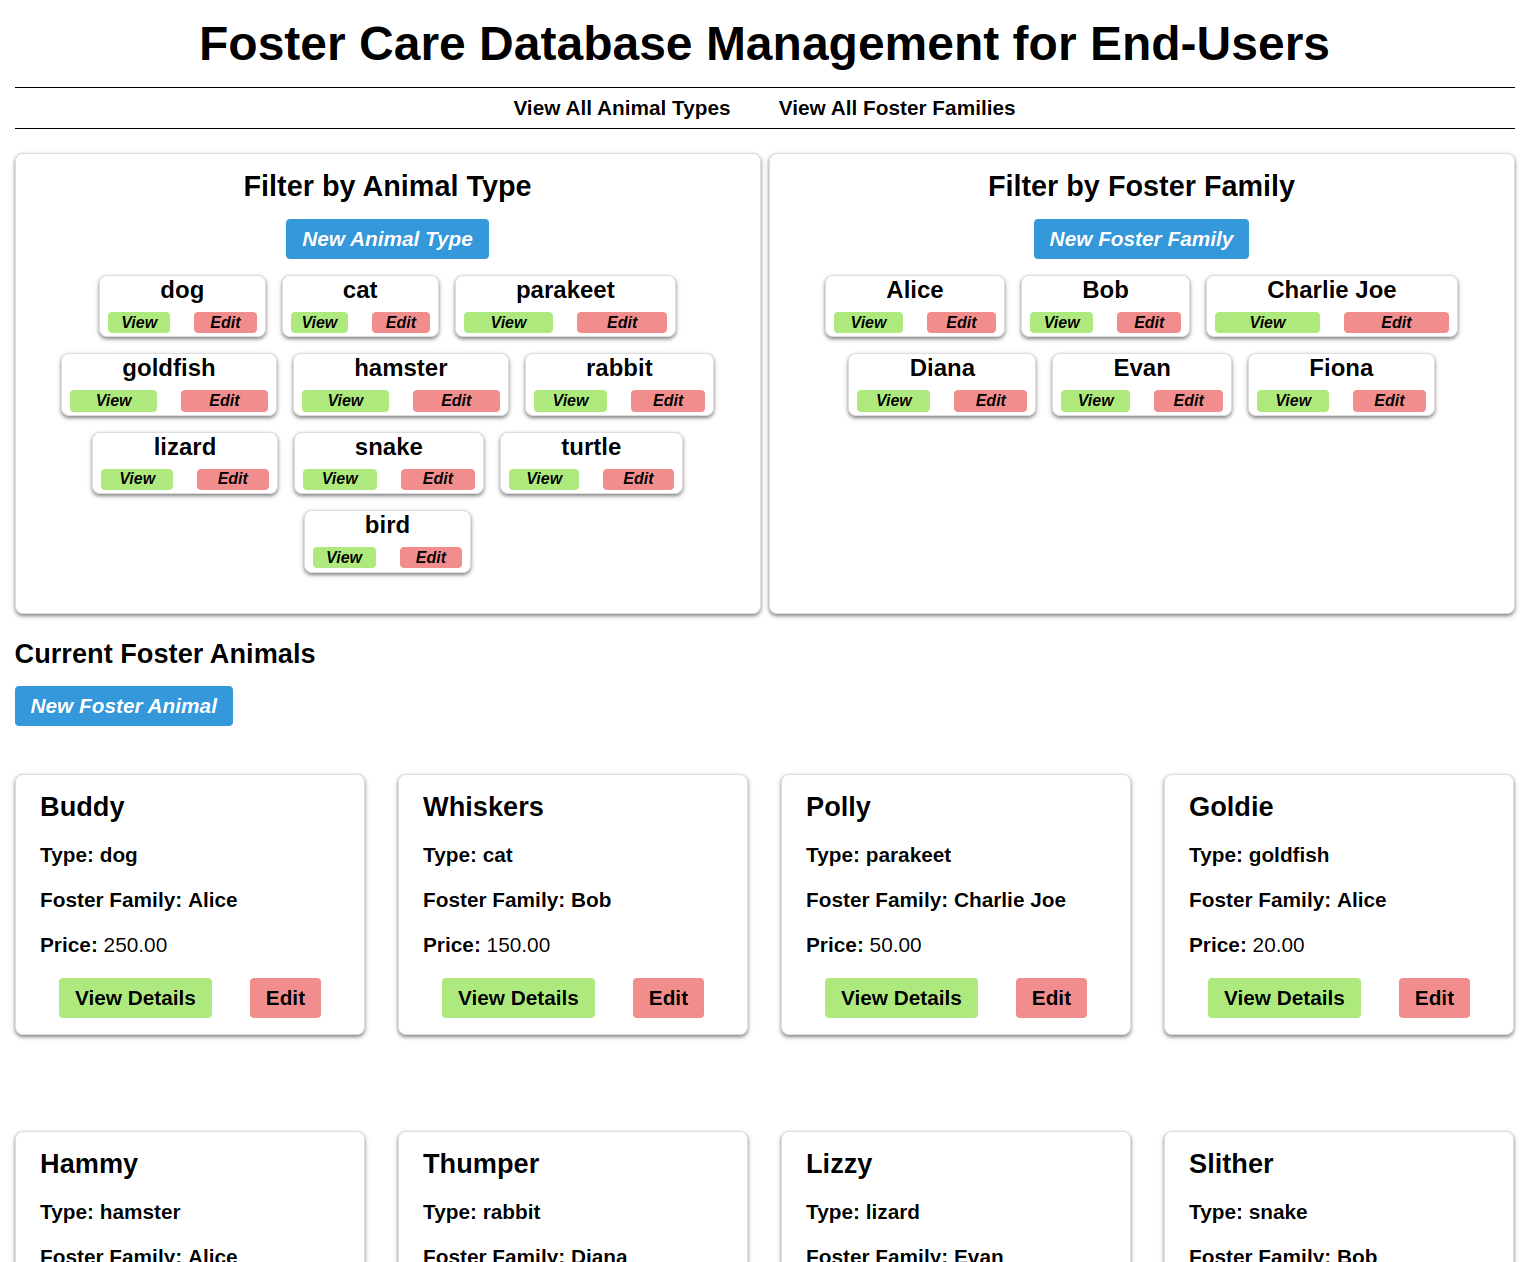 Foster Care Database Management for End-Users
View All Animal Types View All Foster Families
Filter by Animal Type
New Animal Type
dog cat parakeet
View Edit View Edit View Edit
goldfish hamster rabbit
View Edit View Edit View Edit
lizard snake turtle
View Edit View Edit View Edit
bird
View Edit
Filter by Foster Family
New Foster Family
Alice Bob Charlie Joe
View Edit View Edit View Edit
Diana Evan Fiona
View Edit View Edit View Edit
Current Foster Animals
New Foster Animal
Buddy
Type: dog
Foster Family: Alice
Price: 250.00
View Details Edit
Whiskers
Type: cat
Foster Family: Bob
Price: 150.00
View Details Edit
Polly
Type: parakeet
Foster Family: Charlie Joe
Price: 50.00
View Details Edit
Goldie
Type: goldfish
Foster Family: Alice
Price: 20.00
View Details Edit
Hammy
Type: hamster
Foster Family: Alice
Thumper
Type: rabbit
Foster Family: Diana
Lizzy
Type: lizard
Foster Family: Evan
Slither
Type: snake
Foster Family: Bob